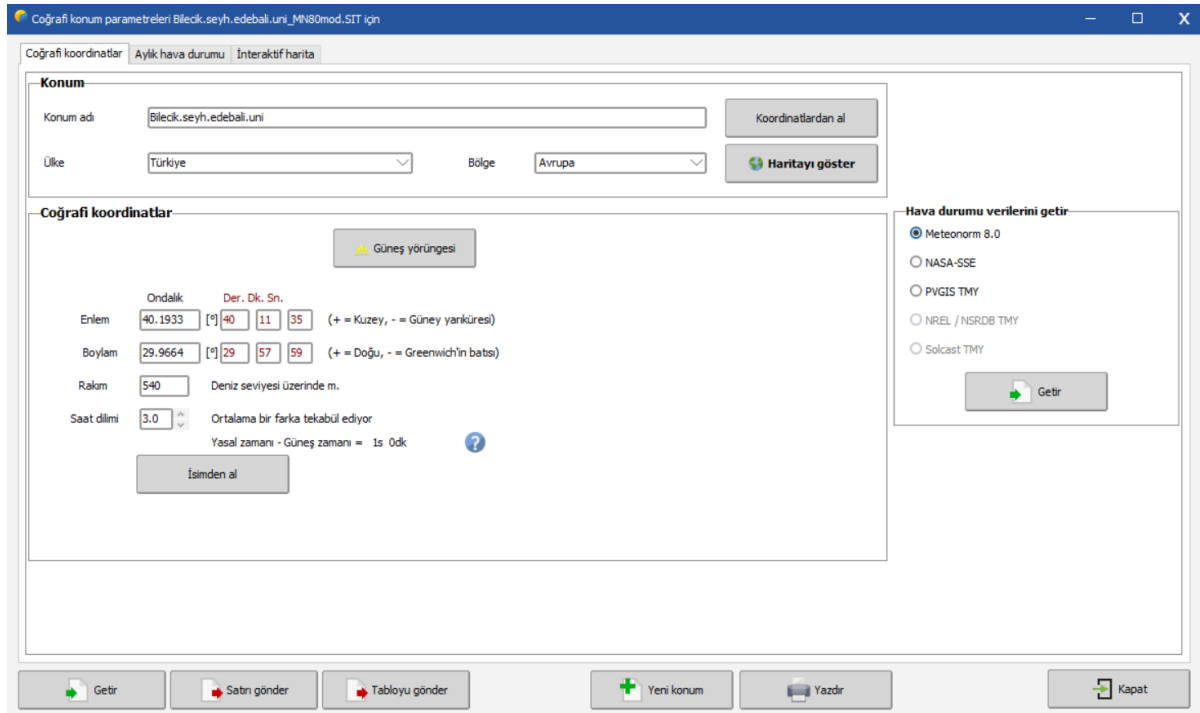 Coğrafi konum parametreleri Bilecik.seyh.edebali.uni_MN80mod.SIT için
Coğrafi koordinatlar Aylık hava durumu İnteraktif harita
Konum
Konum adı Bilecik.seyh.edebali.uni Koordinatlardan al
Ülke Türkiye Bölge Avrupa Haritayı göster
Coğrafi koordinatlar
Güneş yörüngesi
Ondalık Der. Dk. Sn.
Enlem 40.1933 [°] 40 11 35 (+ = Kuzey, - = Güney yarıküresi)
Boylam 29.9664 [°] 29 57 59 (+ = Doğu, - = Greenwich'in batısı)
Rakım 540 Deniz seviyesi üzerinde m.
Saat dilimi 3.0 Ortalama bir farka tekabül ediyor
Yasal zamanı - Güneş zamanı = 1s 0dk ?
İsimden al
Hava durumu verilerini getir
Meteonorm 8.0
NASA-SSE
PVGIS TMY
NREL / NSRDB TMY
Solcast TMY
Getir
Getir Satırı gönder Tabloyu gönder Yeni konum Yazdır Kapat